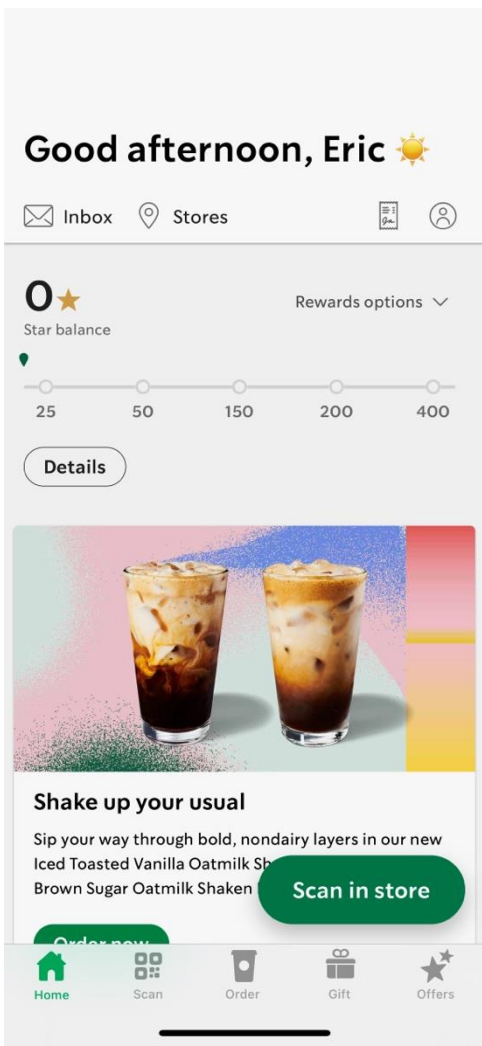 Good afternoon, Eric
Inbox Stores
0
Rewards options
Star balance
25 50 150 200 400
Details
Shake up your usual
Sip your way through bold, nondairy layers in our new
Iced Toasted Vanilla Oatmilk
Brown Sugar Oatmilk Shaken
Scan in store
Order now
Home Scan Order Gift Offers